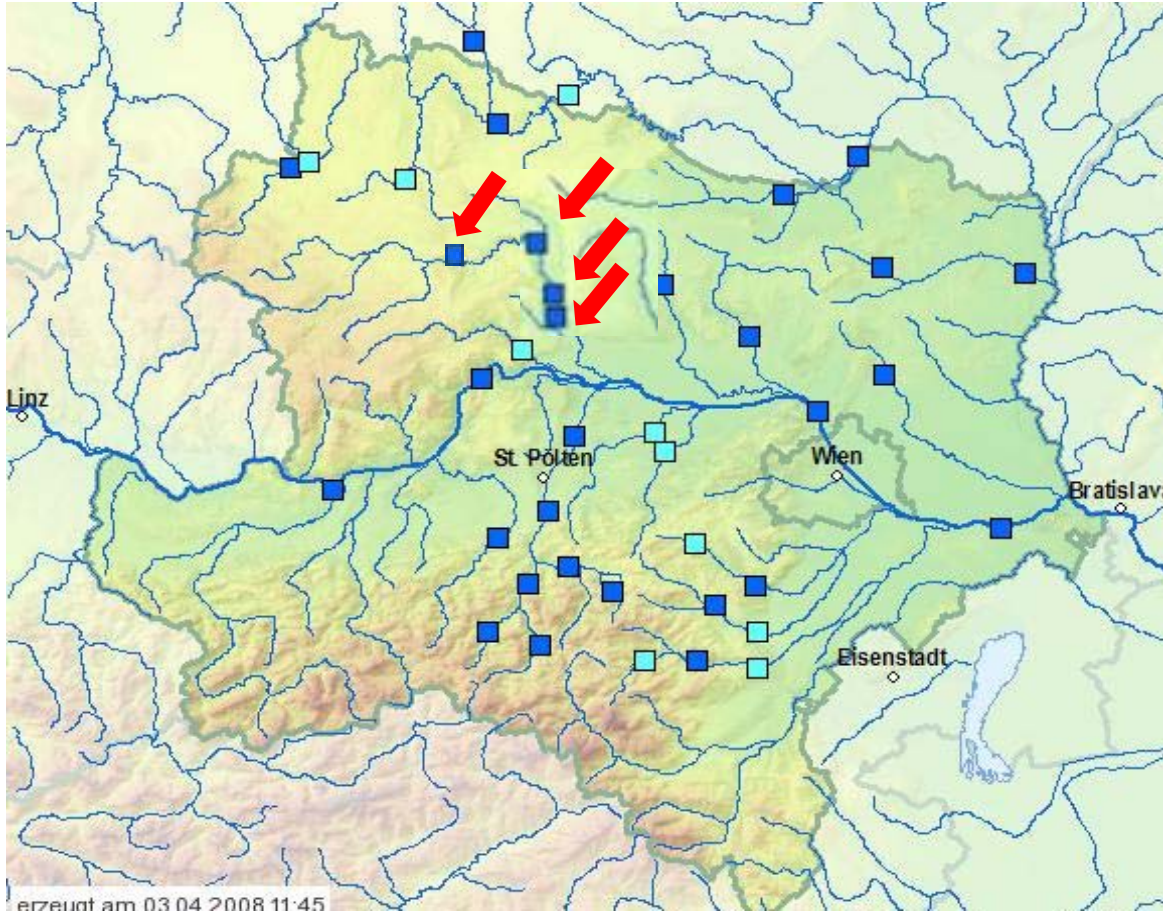 Linz
St. Pölten
Wien
Bratislava
Eisenstadt
erzeugt am 03.04.2008 11:45